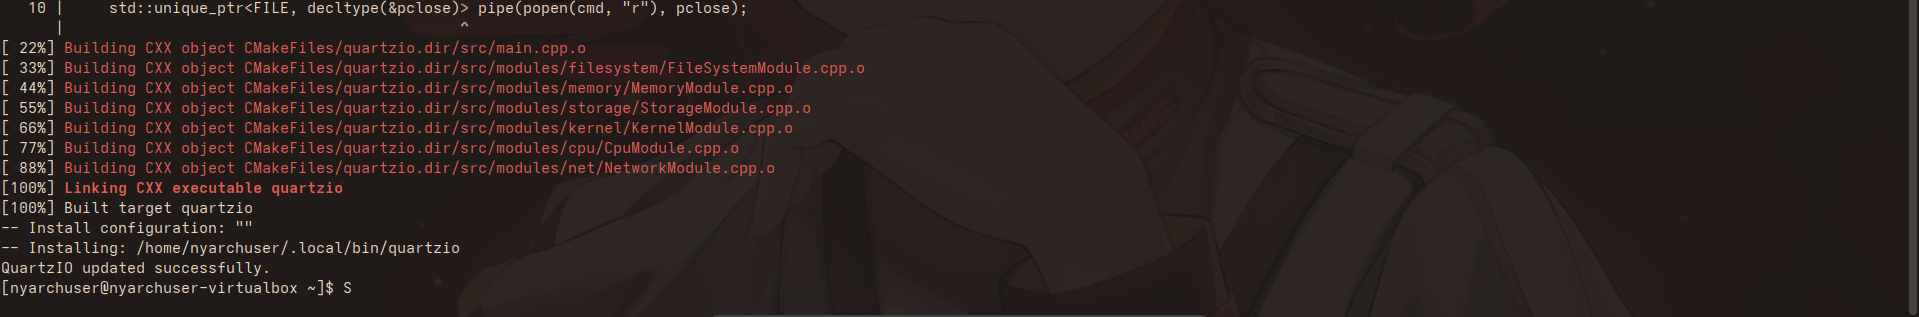 10 |     std::unique_ptr<FILE, decltype(&pclose)> pipe(popen(cmd, "r"), pclose);
      |                                            ^
[ 22%] Building CXX object CMakeFiles/quartzio.dir/src/main.cpp.o
[ 33%] Building CXX object CMakeFiles/quartzio.dir/src/modules/filesystem/FileSystemModule.cpp.o
[ 44%] Building CXX object CMakeFiles/quartzio.dir/src/modules/memory/MemoryModule.cpp.o
[ 55%] Building CXX object CMakeFiles/quartzio.dir/src/modules/storage/StorageModule.cpp.o
[ 66%] Building CXX object CMakeFiles/quartzio.dir/src/modules/kernel/KernelModule.cpp.o
[ 77%] Building CXX object CMakeFiles/quartzio.dir/src/modules/cpu/CpuModule.cpp.o
[ 88%] Building CXX object CMakeFiles/quartzio.dir/src/modules/net/NetworkModule.cpp.o
[100%] Linking CXX executable quartzio
[100%] Built target quartzio
-- Install configuration: ""
-- Installing: /home/nyarchuser/.local/bin/quartzio
QuartzIO updated successfully.
[nyarchuser@nyarchuser-virtualbox ~]$ S